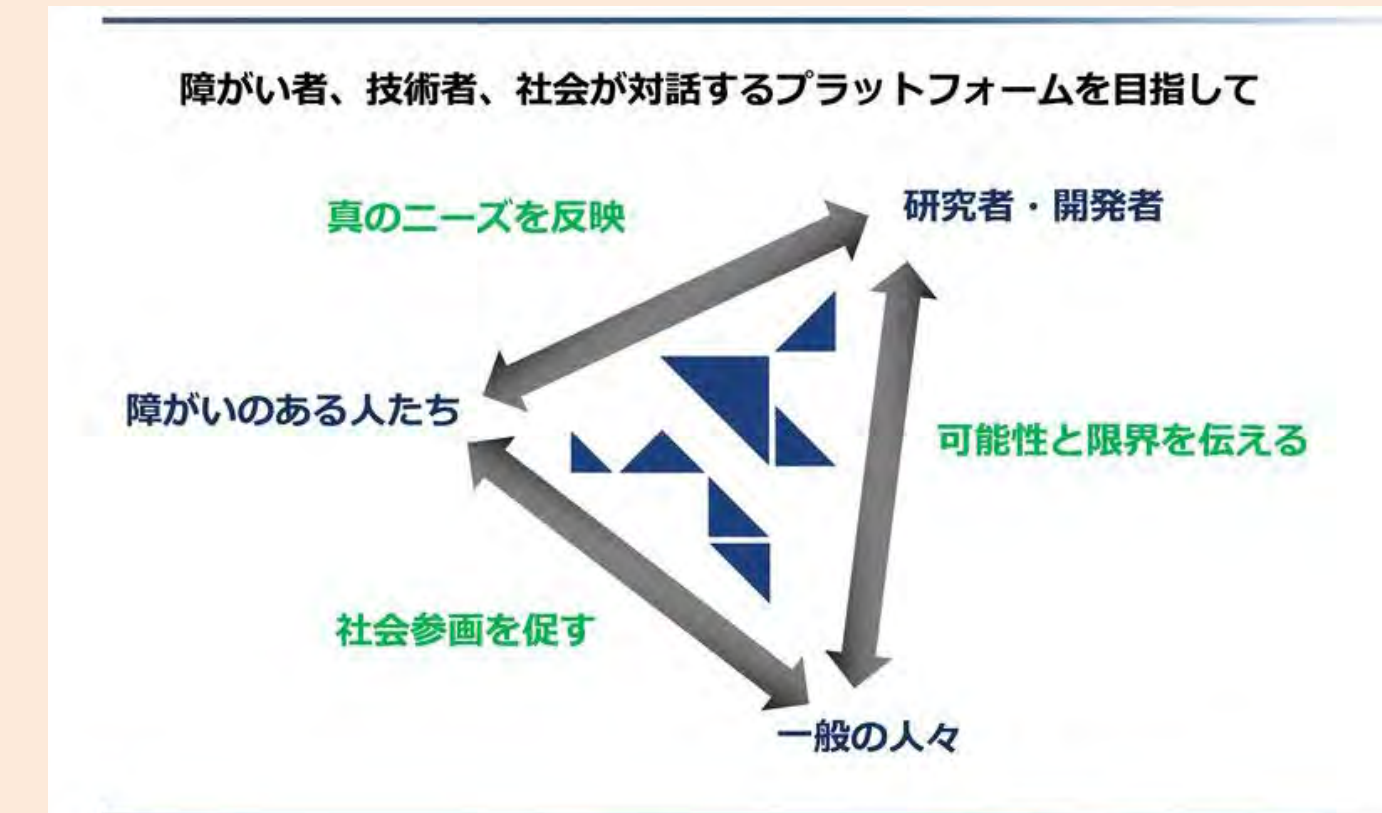 障がい者、技術者、社会が対話するプラットフォームを目指して
真のニーズを反映
研究者・開発者
障がいのある人たち
可能性と限界を伝える
社会参画を促す
一般の人々